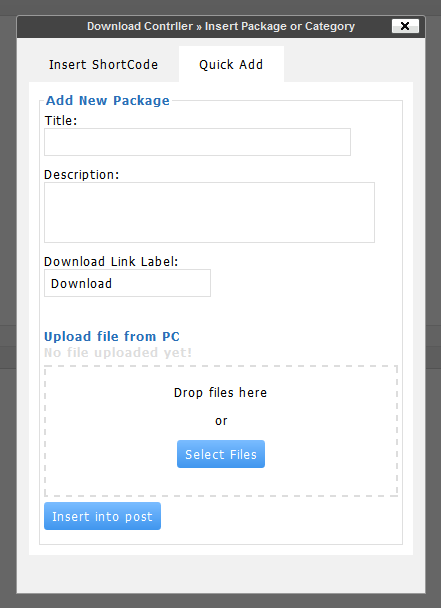 Download Contrller » Insert Package or Category
Insert ShortCode
Quick Add
Add New Package
Title:
Description:
Download Link Label:
Download
Upload file from PC
No file uploaded yet!
Drop files here
or
Select Files
Insert into post